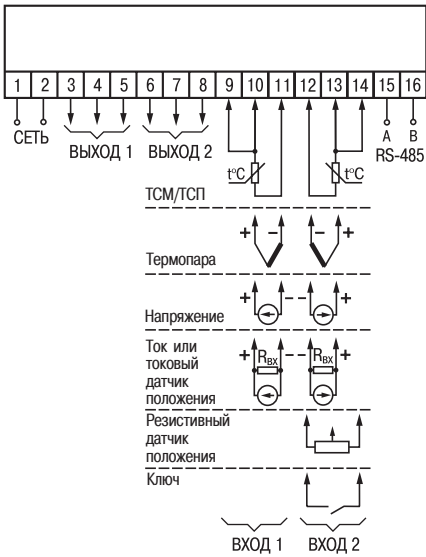 1 2 3 4 5 6 7 8 9 10 11 12 13 14 15 16
СЕТЬ
ВЫХОД 1
ВЫХОД 2
A B
RS-485
t°C
t°C
ТСМ/ТСП
+ - - +
Термопара
+ - - +
Напряжение
Ток или
токовый
датчик
положения
+ Rвх - - Rвх +
Резистивный
датчик
положения
Ключ
ВХОД 1
ВХОД 2